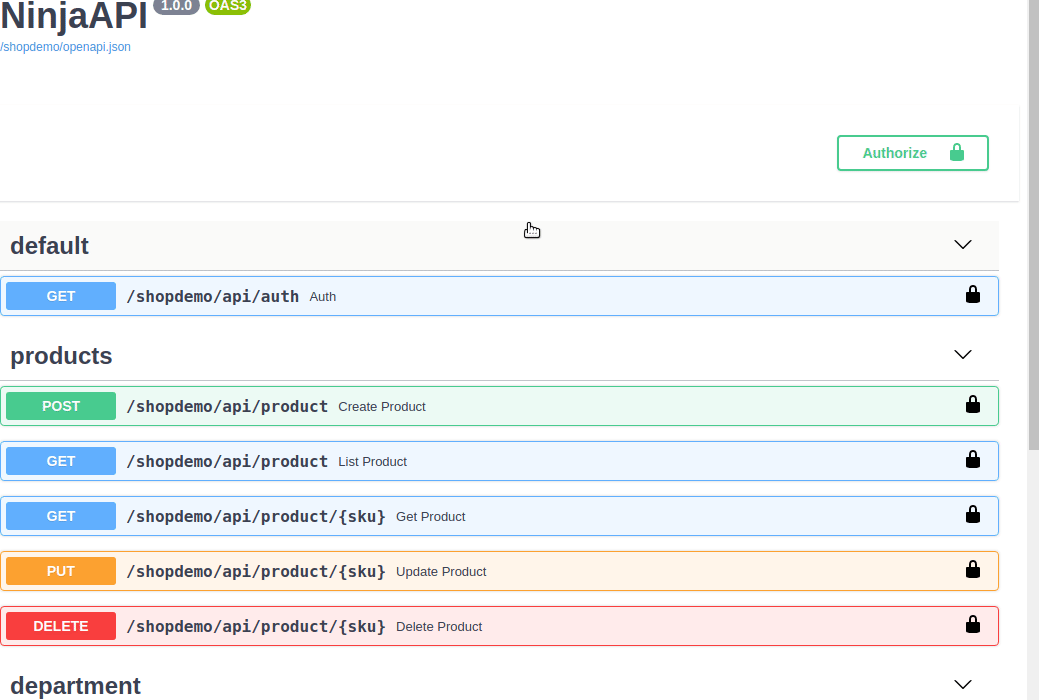 NinjaAPI 1.0.0 OAS3
/shopdemo/openapi.json
Authorize
default
GET /shopdemo/api/auth Auth
products
POST /shopdemo/api/product Create Product
GET /shopdemo/api/product List Product
GET /shopdemo/api/product/{sku} Get Product
PUT /shopdemo/api/product/{sku} Update Product
DELETE /shopdemo/api/product/{sku} Delete Product
department